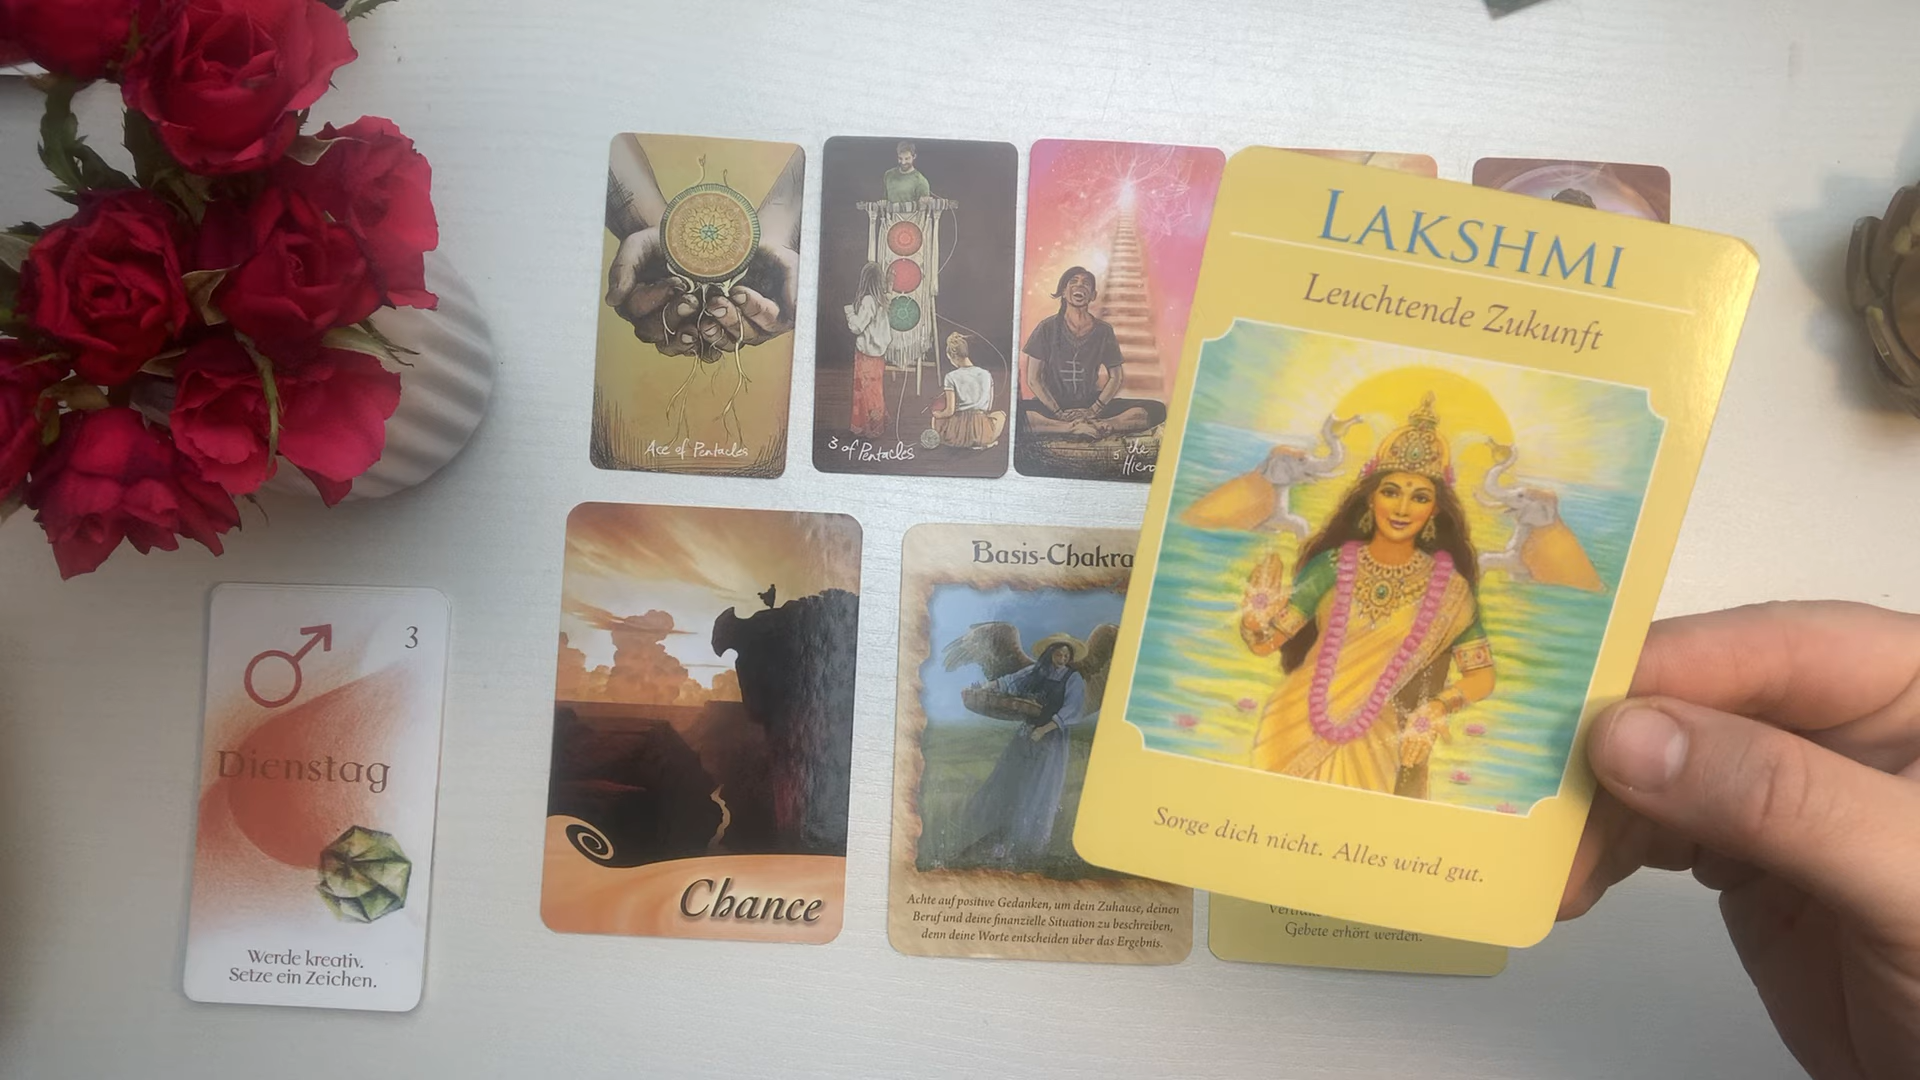 Ace of Pentacles
3 of Pentacles
5
the
LAKSHMI
Leuchtende Zukunft
Sorge dich nicht. Alles wird gut.
3
Dienstag
Werde kreativ.
Setze ein Zeichen.
Chance
Basis-Chakra
Achte auf positive Gedanken, um dein Zuhause, deinen
Beruf und deine finanzielle Situation zu beschreiben,
denn deine Worte entscheiden über das Ergebnis.
Gebete erhört werden.